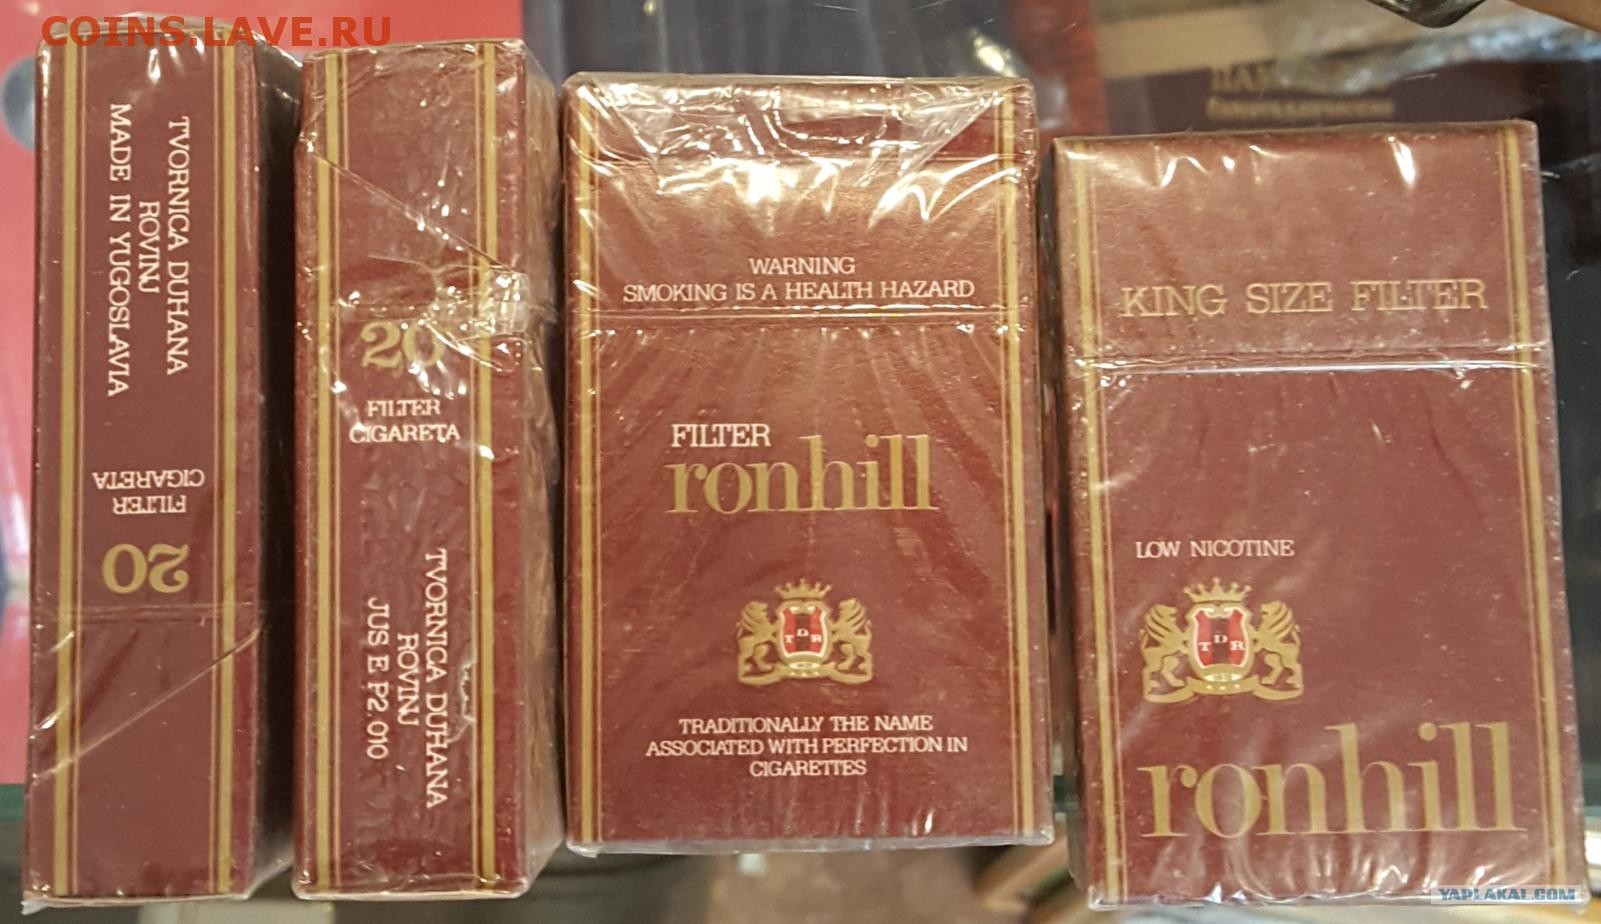 COINS.LAVE.RU
TVORNICA DUHANA
ROVINJ
MADE IN YUGOSLAVIA
FILTER
CIGARETA
20
20
FILTER
CIGARETA
TVORNICA DUHANA
ROVINJ
JUS E P2.010
WARNING
SMOKING IS A HEALTH HAZARD
FILTER
ronhill
TDR
TRADITIONALLY THE NAME
ASSOCIATED WITH PERFECTION IN
CIGARETTES
KING SIZE FILTER
LOW NICOTINE
TDR
ronhill
YAPLAKAL.COM